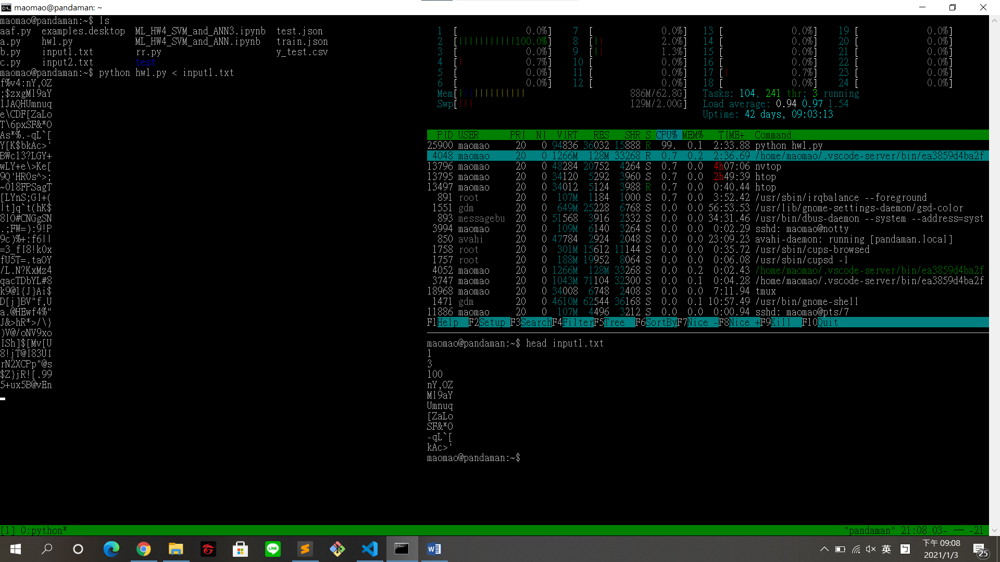 maomao@pandaman: ~
maomao@pandaman:~$ ls
aaf.py  examples.desktop  ML_HW4_SVM_and_ANN3.ipynb  test.json
a.py    hw1.py            ML_HW4_SVM_and_ANN.ipynb   train.json
b.py    input1.txt        rr.py                      y_test.csv
c.py    input2.txt        test
maomao@pandaman:~$ python hw1.py < input1.txt
f%v4:nY,OZ
;$zxgM19aY
lJAQHUmnuq
e\CDF[ZaLo
T\6pxSF&*O
As*%.-qL`[
Y[K$bkAc>'
BWc13?LGY+
wLY+e\>Ke[
9Q'HR0s^>;
~018FPSagT
[LYnS;GI+(
|t]q`t(hK$
8lO#CNGgSN
.;FW=):9!P
9c)%+:f6||
=3_fI8!k0x
fU5T=.taOY
/L.N?KxMz4
qacTDbYL#8
k9@l{J}Ai$
D[j]BV"f,U
a.@HEwf4%"
J&>hR*>/\}
)V@/oNV9xo
ISh]$[Mv[U
8!jT@I83UI
rN2XCPp"@s
$Z}jR![.99
5+ux5B@vEn
1 [ 0.0%] 7 [ 0.0%] 13 [ 0.0%] 19 [ 0.0%]
2 [||||||||||||100.0%] 8 [|| 2.0%] 14 [ 0.0%] 20 [ 0.0%]
3 [ 0.0%] 9 [|| 1.3%] 15 [ 0.0%] 21 [ 0.0%]
4 [| 0.7%] 10 [ 0.0%] 16 [ 0.0%] 22 [ 0.0%]
5 [ 0.0%] 11 [ 0.0%] 17 [| 0.7%] 23 [ 0.0%]
6 [ 0.0%] 12 [ 0.0%] 18 [ 0.0%] 24 [ 0.0%]
Mem[||||||||||||| 886M/62.8G] Tasks: 104, 241 thr; 3 running
Swp[||| 129M/2.00G] Load average: 0.94 0.97 1.54
Uptime: 42 days, 09:03:13
PID USER PRI NI VIRT RES SHR S CPU% MEM% TIME+ Command
25900 maomao 20 0 94836 36032 15888 R 99. 0.1 2:33.88 python hw1.py
4048 maomao 20 0 1266M 128M 33268 R 0.7 0.2 2:36.69 /home/maomao/.vscode-server/bin/ea3859d4ba2f
13796 maomao 20 0 48284 20752 4264 S 0.7 0.0 4h07:06 nvtop
13795 maomao 20 0 34120 5292 3960 S 0.7 0.0 2h49:39 htop
13497 maomao 20 0 34012 5124 3988 R 0.7 0.0 0:40.44 htop
891 root 20 0 107M 1184 1000 S 0.7 0.0 3:52.42 /usr/sbin/irqbalance --foreground
1551 gdm 20 0 649M 25228 6768 S 0.0 0.0 56:53.53 /usr/lib/gnome-settings-daemon/gsd-color
893 messagebu 20 0 51568 3916 2332 S 0.0 0.0 34:31.46 /usr/bin/dbus-daemon --system --address=syst
3994 maomao 20 0 109M 6140 3264 S 0.0 0.0 0:02.29 sshd: maomao@notty
850 avahi 20 0 47784 2924 2048 S 0.0 0.0 23:09.23 avahi-daemon: running [pandaman.local]
1758 root 20 0 301M 15612 11144 S 0.0 0.0 0:35.72 /usr/sbin/cups-browsed
1757 root 20 0 188M 19952 8064 S 0.0 0.0 0:06.08 /usr/sbin/cupsd -l
4052 maomao 20 0 1266M 128M 33268 S 0.0 0.2 0:02.43 /home/maomao/.vscode-server/bin/ea3859d4ba2f
3747 maomao 20 0 1043M 71104 32300 S 0.0 0.1 0:04.28 /home/maomao/.vscode-server/bin/ea3859d4ba2f
18968 maomao 20 0 34008 6748 2408 S 0.0 0.0 7:11.94 tmux
1471 gdm 20 0 4610M 62544 36168 S 0.0 0.1 10:57.49 /usr/bin/gnome-shell
11886 maomao 20 0 107M 4496 3212 S 0.0 0.0 0:00.94 sshd: maomao@pts/7
F1Help F2Setup F3SearchF4FilterF5Tree F6SortByF7Nice -F8Nice +F9Kill F10Quit
maomao@pandaman:~$ head input1.txt
1
3
100
nY,OZ
M19aY
Umnuq
[ZaLo
SF&*O
-qL`[
kAc>'
maomao@pandaman:~$
[1] 0:python*
"pandaman" 21:08 03- 一 -21
英
下午 09:08
2021/1/3
25
LINE